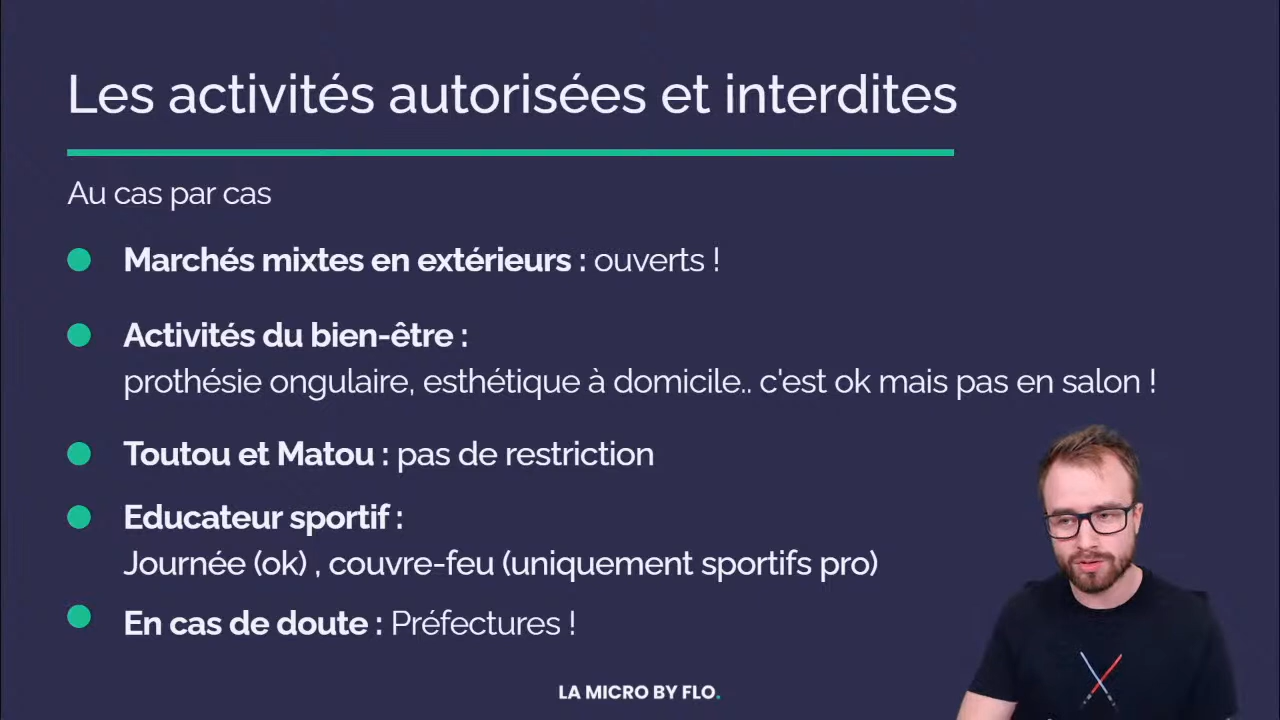 Les activités autorisées et interdites
Au cas par cas
Marchés mixtes en extérieurs : ouverts !
Activités du bien-être :
prothésie ongulaire, esthétique à domicile.. c'est ok mais pas en salon !
Toutou et Matou : pas de restriction
Educateur sportif :
Journée (ok) , couvre-feu (uniquement sportifs pro)
En cas de doute : Préfectures !
LA MICRO BY FLO.